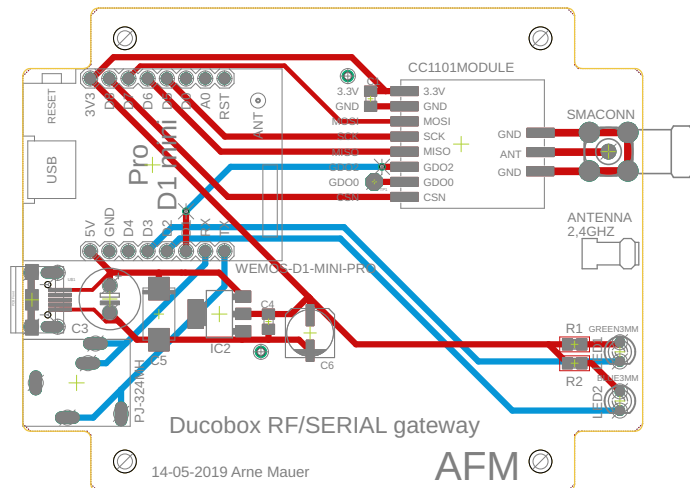 CC1101MODULE
RESET
3V3
D8
D7
D6
D5
D0
A0
RST
3.3V
GND
MOSI
SCK
MISO
GDO2
GDO0
CSN
3.3V
GND
MOSI
SCK
MISO
GDO2
GDO0
CSN
SMACONN
GND
ANT
GND
USB
Pro
D1 mini
ANT
5V
GND
D4
D3
D2
RX
TX
ANTENNA
2,4GHZ
WEMOS-D1-MINI-PRO
C3
C5
IC2
C4
C6
PJ-324MH
R1
R2
GREEN3MM
LED1
BLUE3MM
LED2
Ducobox RF/SERIAL gateway
14-05-2019 Arne Mauer
AFM